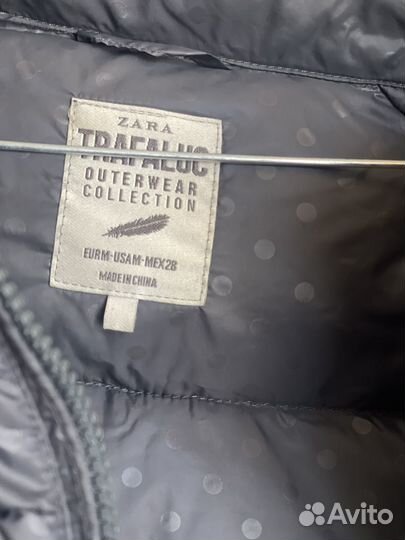 ZARA
TRAFALUC
OUTERWEAR
COLLECTION
EURM-USAM-MEX28
MADE IN CHINA
Avito